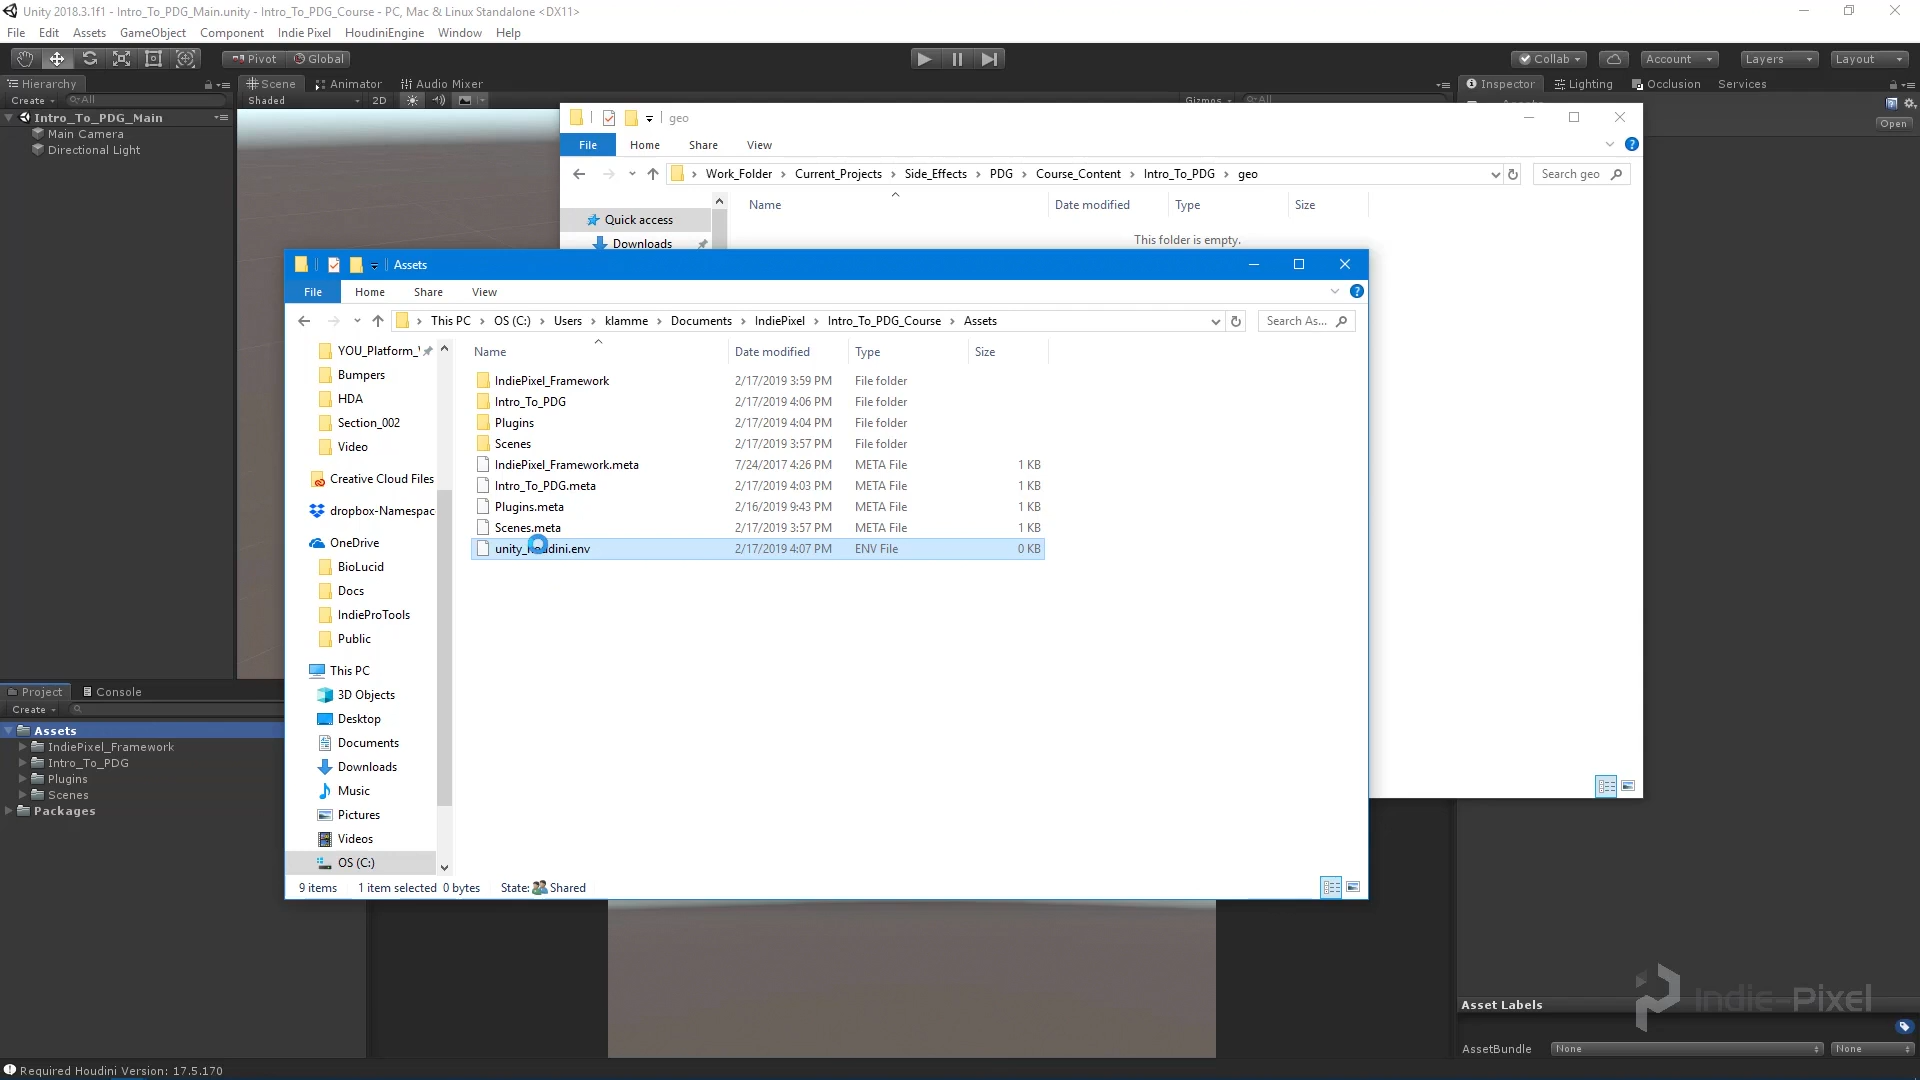 Unity 2018.3.1f1 - Intro_To_PDG_Main.unity - Intro_To_PDG_Course - PC, Mac & Linux Standalone <DX11>
File Edit Assets GameObject Component Indie Pixel HoudiniEngine Window Help
Pivot Global Collab Account Layers Layout
Hierarchy Scene Animator Audio Mixer Inspector Lighting Occlusion Services
Create All Shaded 2D Gizmos All
Open
Intro_To_PDG_Main
Main Camera
Directional Light
geo
File Home Share View
Work_Folder Current_Projects Side_Effects PDG Course_Content Intro_To_PDG geo Search geo
Quick access
Downloads
Name Date modified Type Size
This folder is empty.
Assets
File Home Share View
This PC OS (C:) Users klamme Documents IndiePixel Intro_To_PDG_Course Assets Search As...
YOU_Platform_
Bumpers
HDA
Section_002
Video
Creative Cloud Files
dropbox-Namespac
OneDrive
BioLucid
Docs
IndieProTools
Public
This PC
3D Objects
Desktop
Documents
Downloads
Music
Pictures
Videos
OS (C:)
Name Date modified Type Size
IndiePixel_Framework 2/17/2019 3:59 PM File folder
Intro_To_PDG 2/17/2019 4:06 PM File folder
Plugins 2/17/2019 4:04 PM File folder
Scenes 2/17/2019 3:57 PM File folder
IndiePixel_Framework.meta 7/24/2017 4:26 PM META File 1 KB
Intro_To_PDG.meta 2/17/2019 4:03 PM META File 1 KB
Plugins.meta 2/16/2019 9:43 PM META File 1 KB
Scenes.meta 2/17/2019 3:57 PM META File 1 KB
unity_houdini.env 2/17/2019 4:07 PM ENV File 0 KB
9 items 1 item selected 0 bytes State: Shared
Project Console
Create
Assets
IndiePixel_Framework
Intro_To_PDG
Plugins
Scenes
Packages
Asset Labels
AssetBundle None None
Indie-Pixel
Required Houdini Version: 17.5.170